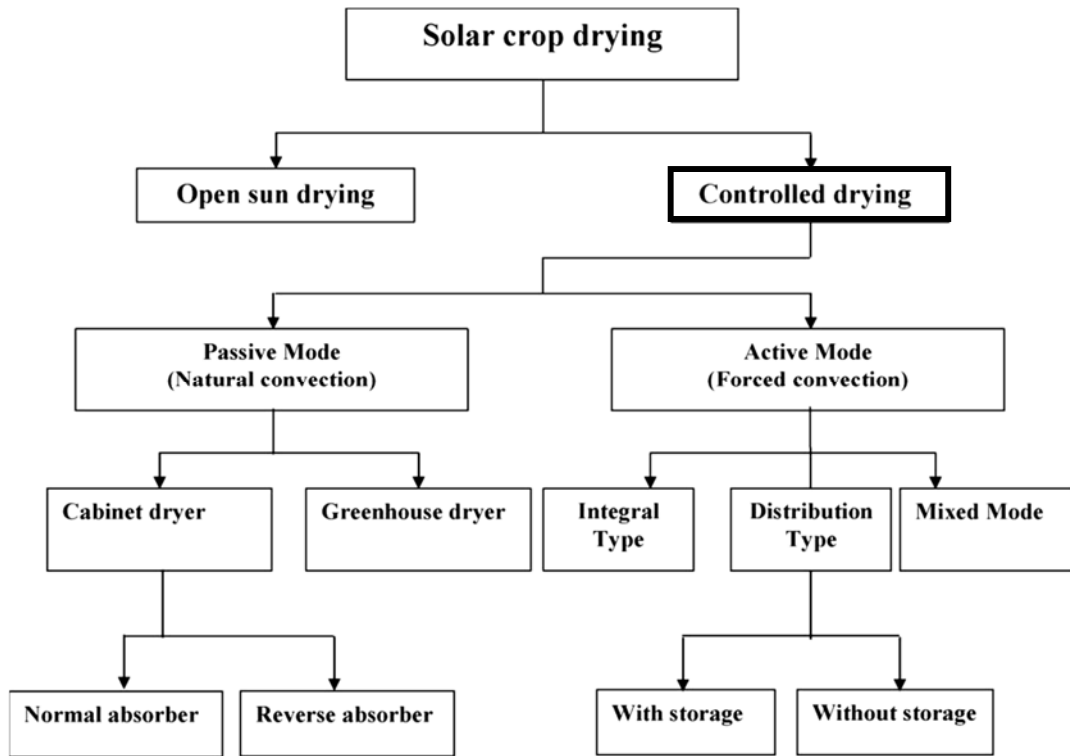 Solar crop drying
Open sun drying
Controlled drying
Passive Mode
(Natural convection)
Active Mode
(Forced convection)
Cabinet dryer
Greenhouse dryer
Integral
Type
Distribution
Type
Mixed Mode
Normal absorber
Reverse absorber
With storage
Without storage